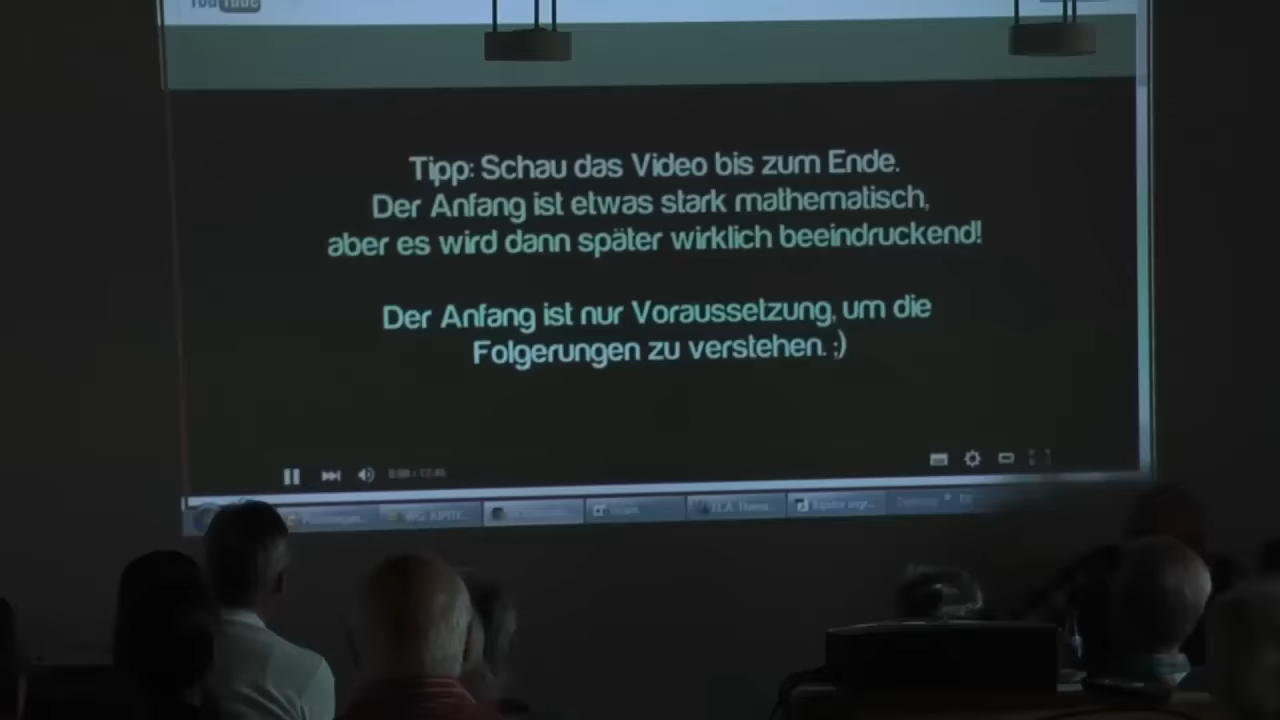 YouTube
Tipp: Schau das Video bis zum Ende.
Der Anfang ist etwas stark mathematisch,
aber es wird dann später wirklich beeindruckend!
Der Anfang ist nur Voraussetzung, um die
Folgerungen zu verstehen. ;)